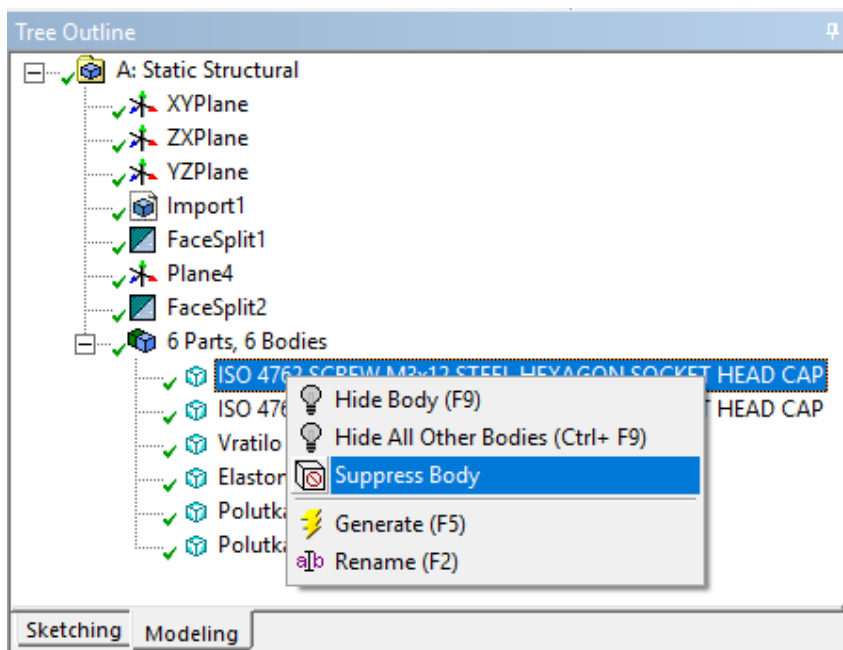 Tree Outline
A: Static Structural
XYPlane
ZXPlane
YZPlane
Import1
FaceSplit1
Plane4
FaceSplit2
6 Parts, 6 Bodies
ISO 4762 SCREW M3x12 STEEL HEXAGON SOCKET HEAD CAP
Hide Body (F9)
ISO 476 T HEAD CAP
Hide All Other Bodies (Ctrl+ F9)
Vratilo
Suppress Body
Elaston
Polutka
Generate (F5)
Polutka
Rename (F2)
Sketching Modeling